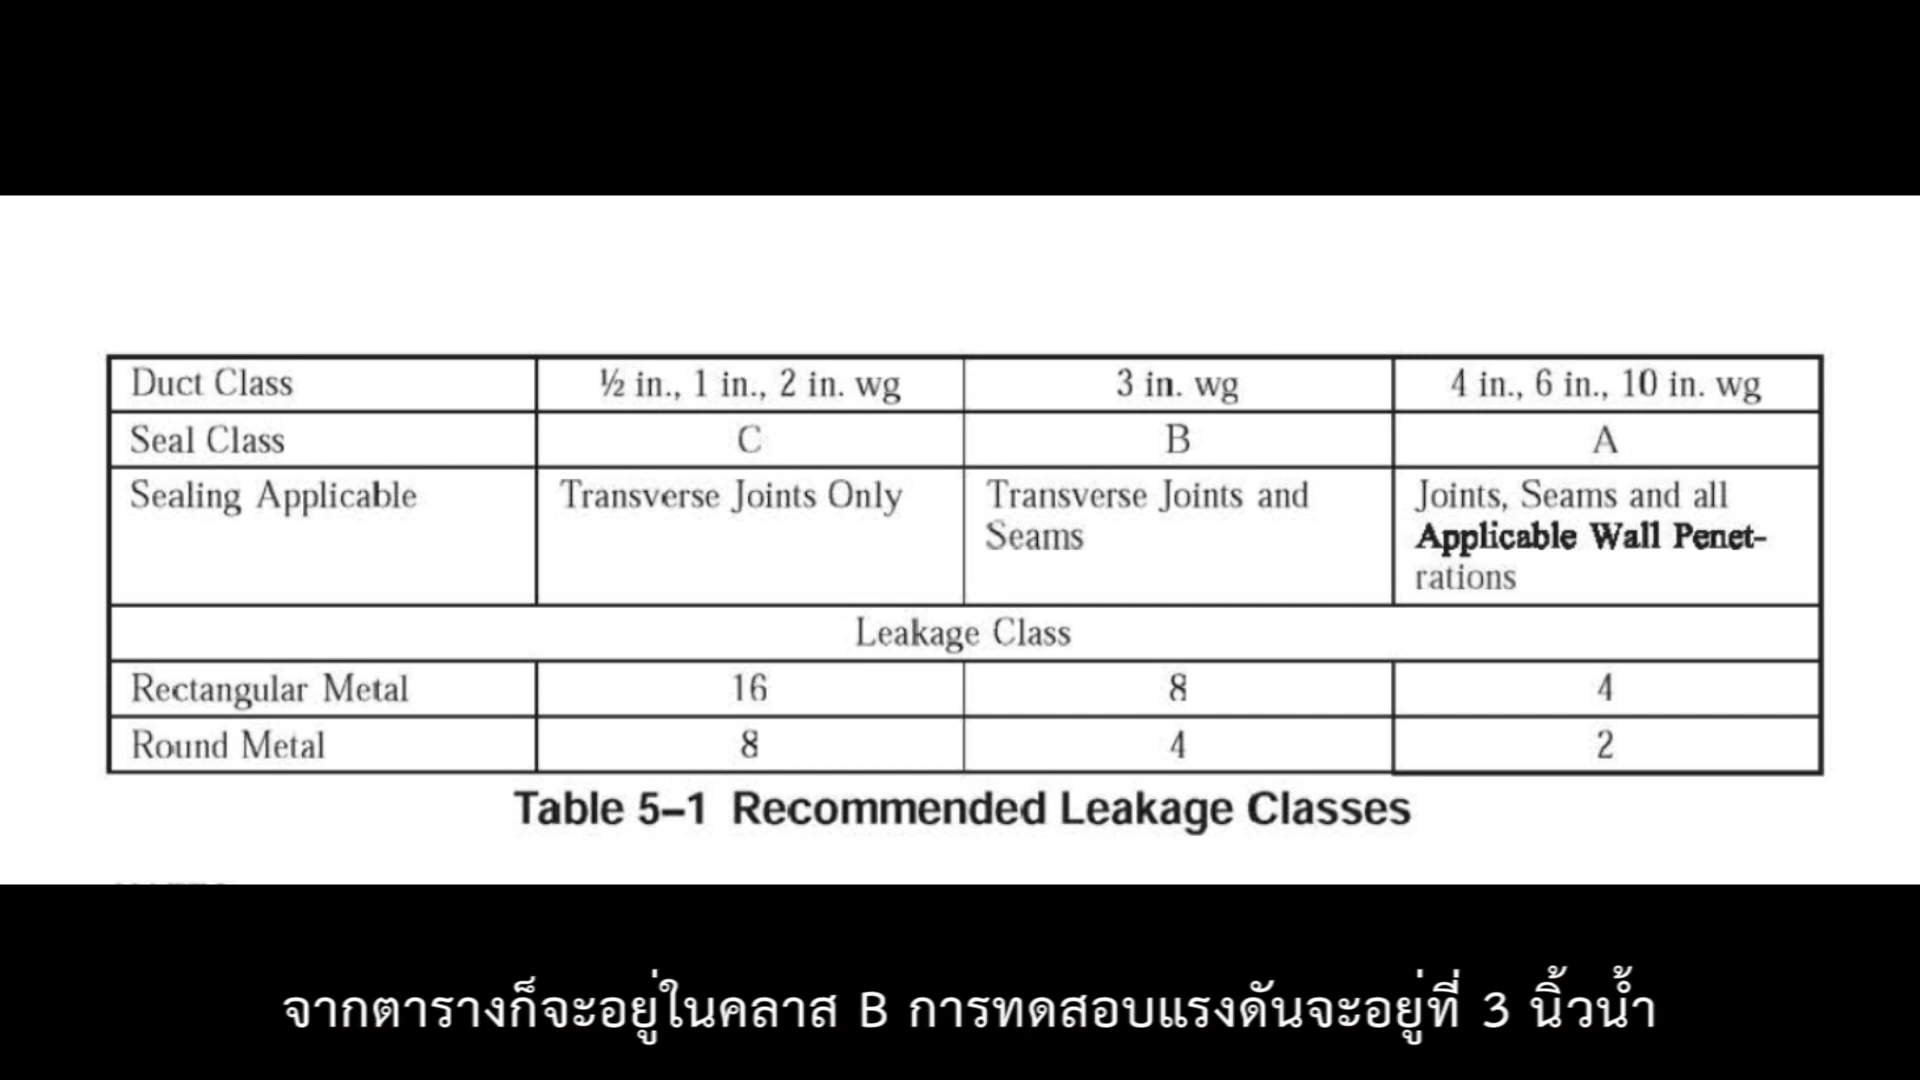 Duct Class ½ in., 1 in., 2 in. wg 3 in. wg 4 in., 6 in., 10 in. wg
Seal Class C B A
Sealing Applicable Transverse Joints Only Transverse Joints and Joints, Seams and all
Seams Applicable Wall Penet-
rations
Leakage Class
Rectangular Metal 16 8 4
Round Metal 8 4 2
Table 5–1 Recommended Leakage Classes
จากตารางก็จะอยู่ในคลาส B การทดสอบแรงดันจะอยู่ที่ 3 นิ้วน้ำ